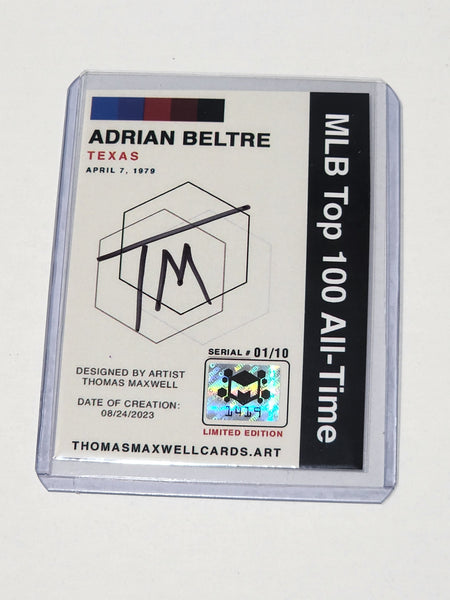 ADRIAN BELTRE
TEXAS
APRIL 7, 1979
MLB Top 100 All-Time
TM
SERIAL # 01/10
DESIGNED BY ARTIST
THOMAS MAXWELL
DATE OF CREATION:
08/24/2023
M
1419
LIMITED EDITION
THOMASMAXWELLCARDS.ART